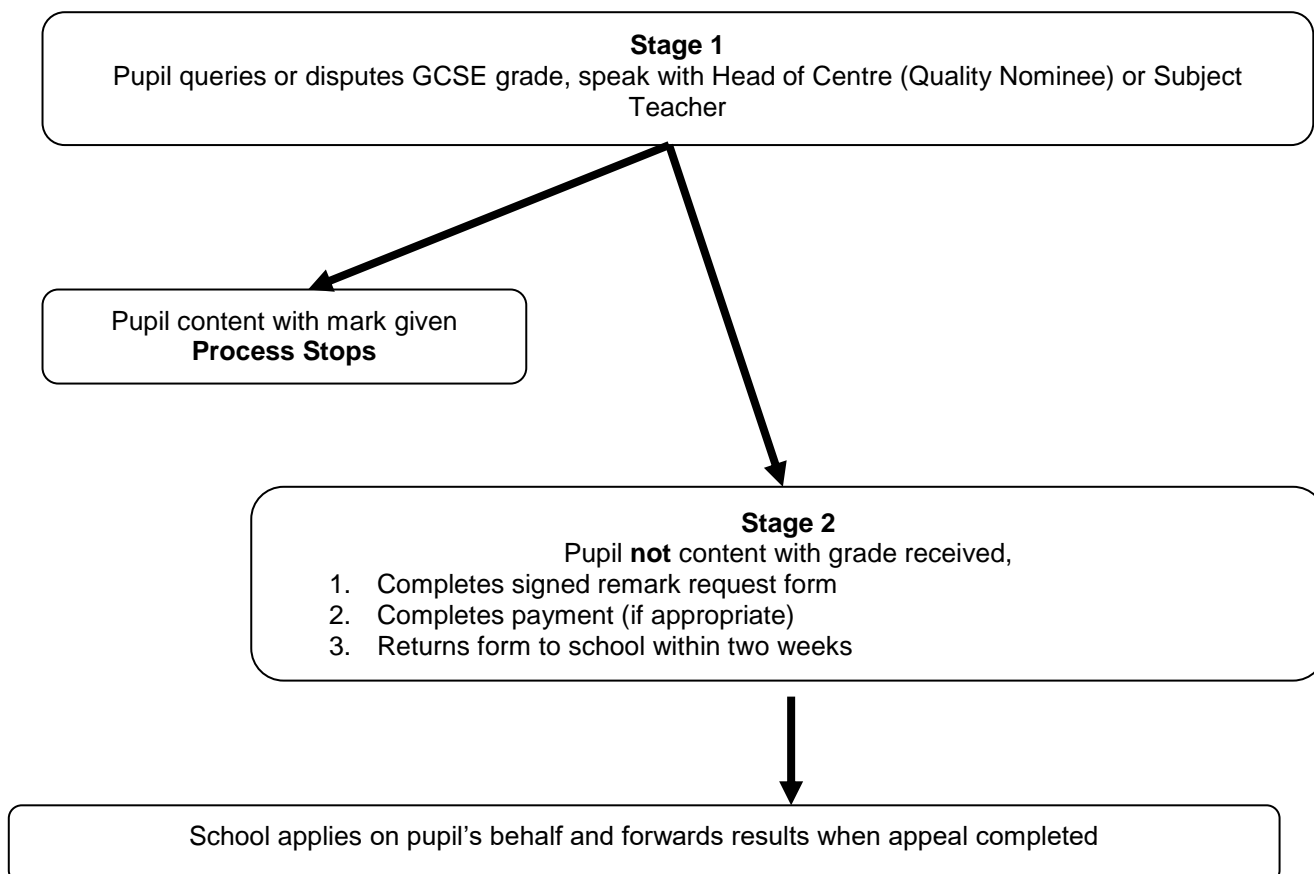 Stage 1
Pupil queries or disputes GCSE grade, speak with Head of Centre (Quality Nominee) or Subject
Teacher
Pupil content with mark given
Process Stops
Stage 2
Pupil not content with grade received,
1. Completes signed remark request form
2. Completes payment (if appropriate)
3. Returns form to school within two weeks
School applies on pupil’s behalf and forwards results when appeal completed